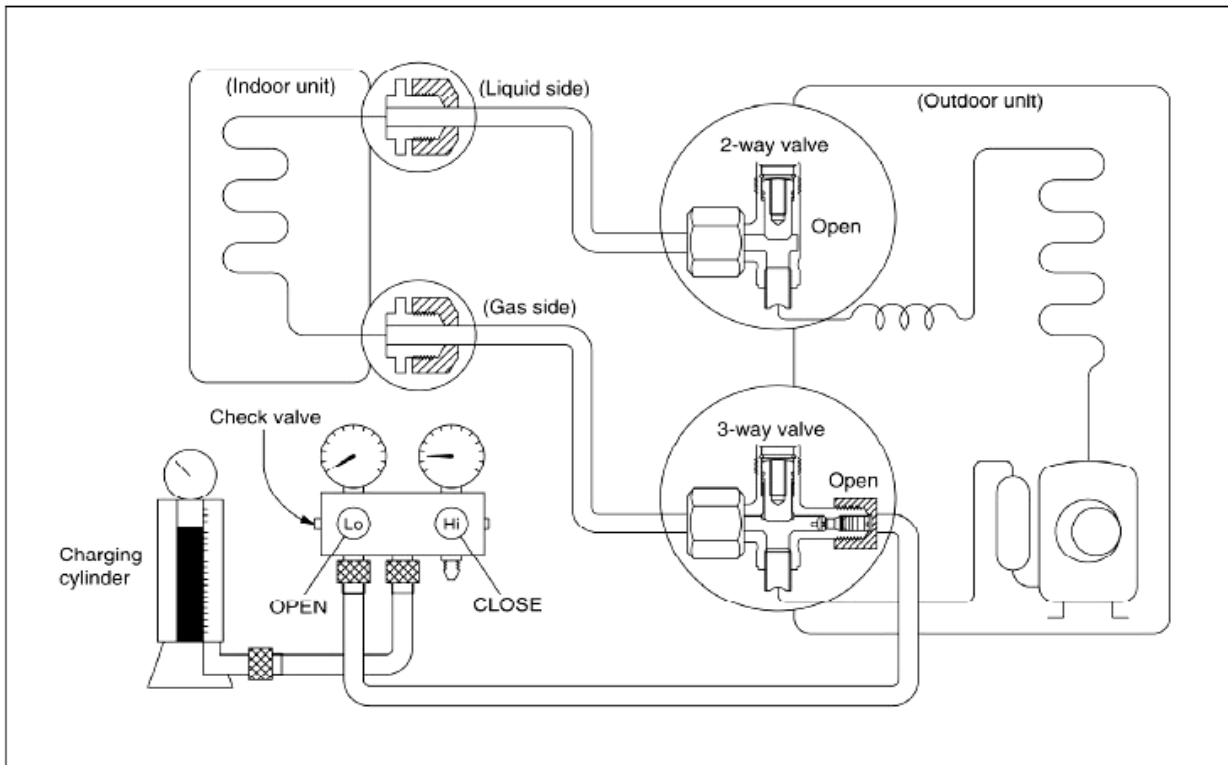 (Indoor unit)
(Liquid side)
(Outdoor unit)
2-way valve
Open
(Gas side)
Check valve
3-way valve
Open
Lo
Hi
Charging
cylinder
OPEN
CLOSE